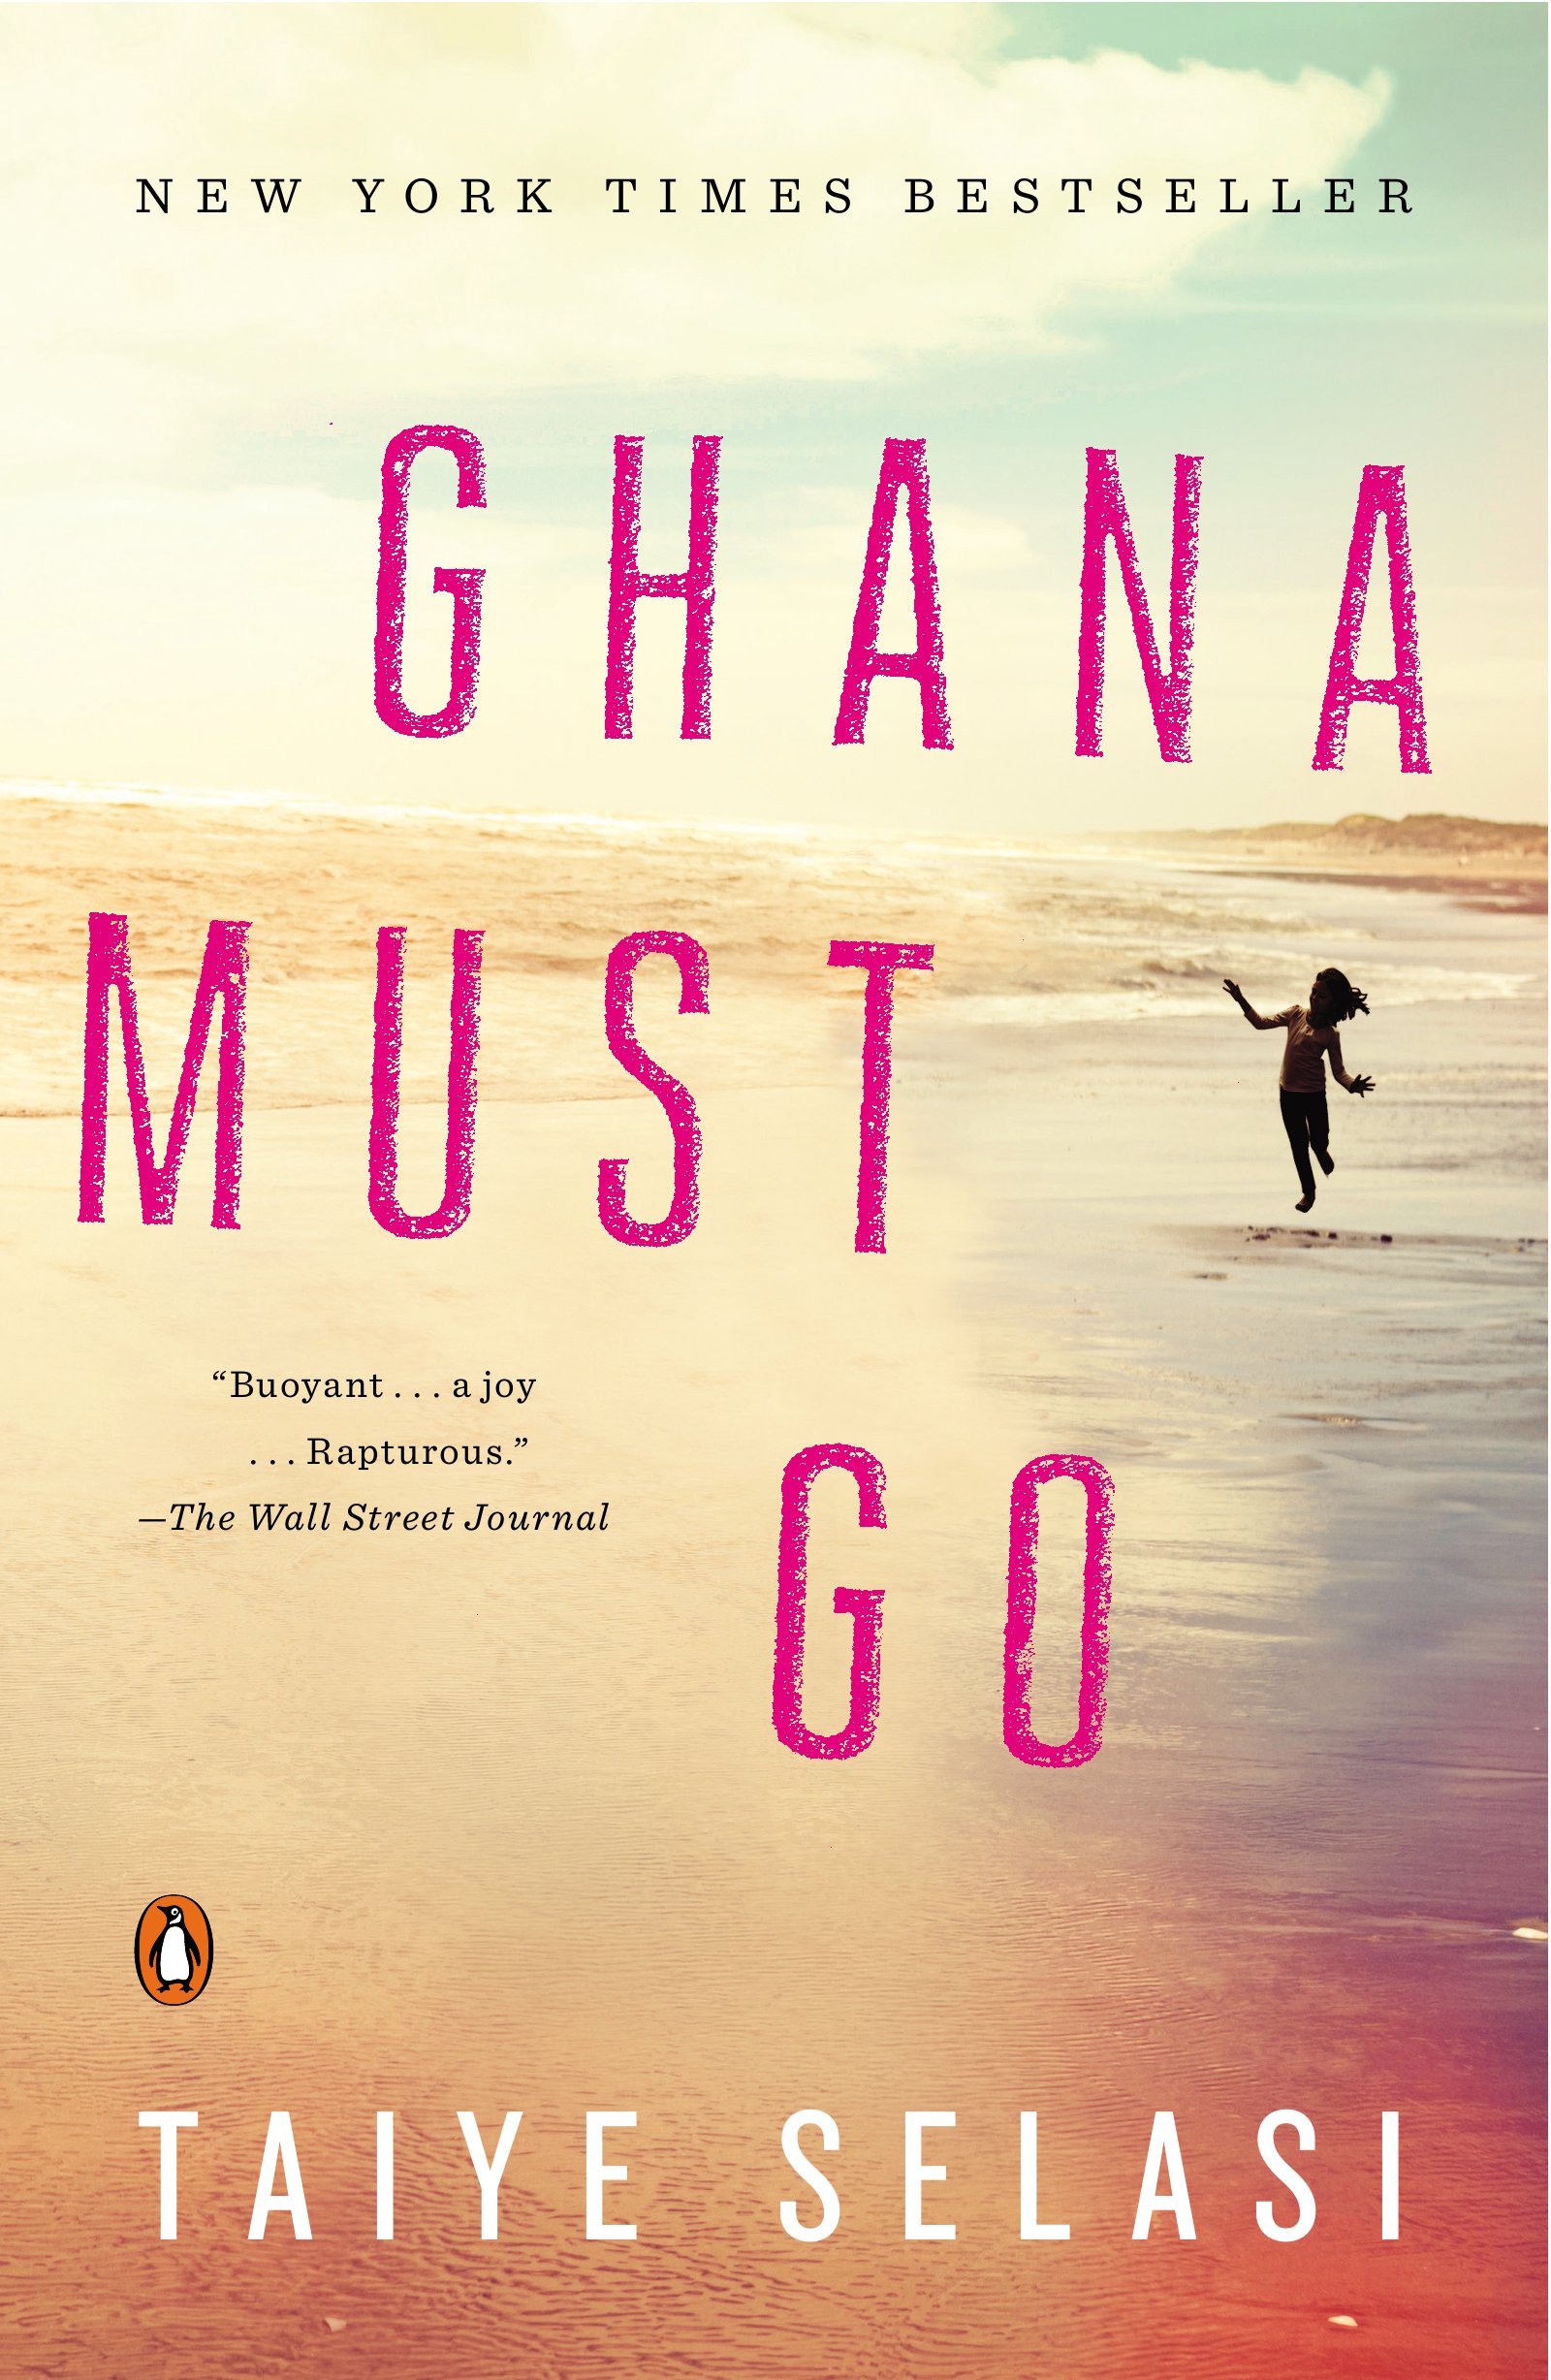 NEW YORK TIMES BESTSELLER
GHANA
MUST
GO
“Buoyant . . . a joy
. . . Rapturous.”
—The Wall Street Journal
TAIYE SELASI